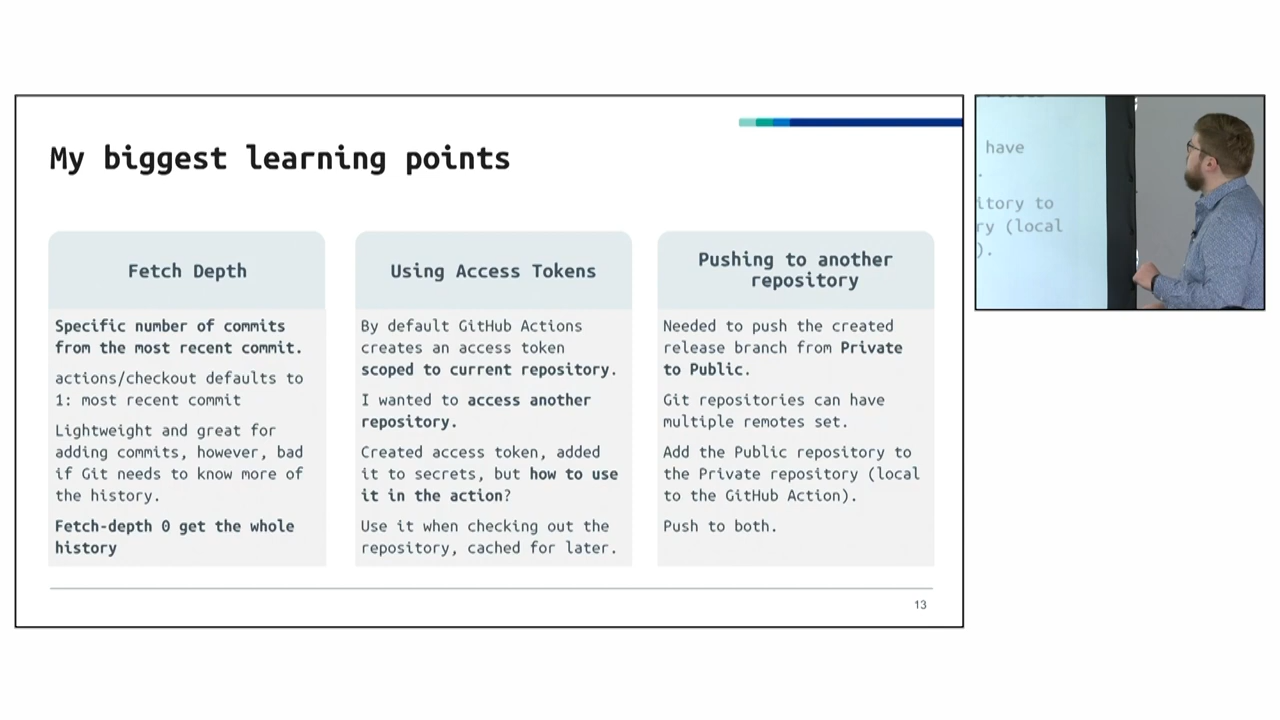 My biggest learning points
Fetch Depth
Specific number of commits
from the most recent commit.
actions/checkout defaults to
1: most recent commit
Lightweight and great for
adding commits, however, bad
if Git needs to know more of
the history.
Fetch-depth 0 get the whole
history
Using Access Tokens
By default GitHub Actions
creates an access token
scoped to current repository.
I wanted to access another
repository.
Created access token, added
it to secrets, but how to use
it in the action?
Use it when checking out the
repository, cached for later.
Pushing to another
repository
Needed to push the created
release branch from Private
to Public.
Git repositories can have
multiple remotes set.
Add the Public repository to
the Private repository (local
to the GitHub Action).
Push to both.
13
have
.
itory to
ry (local
).